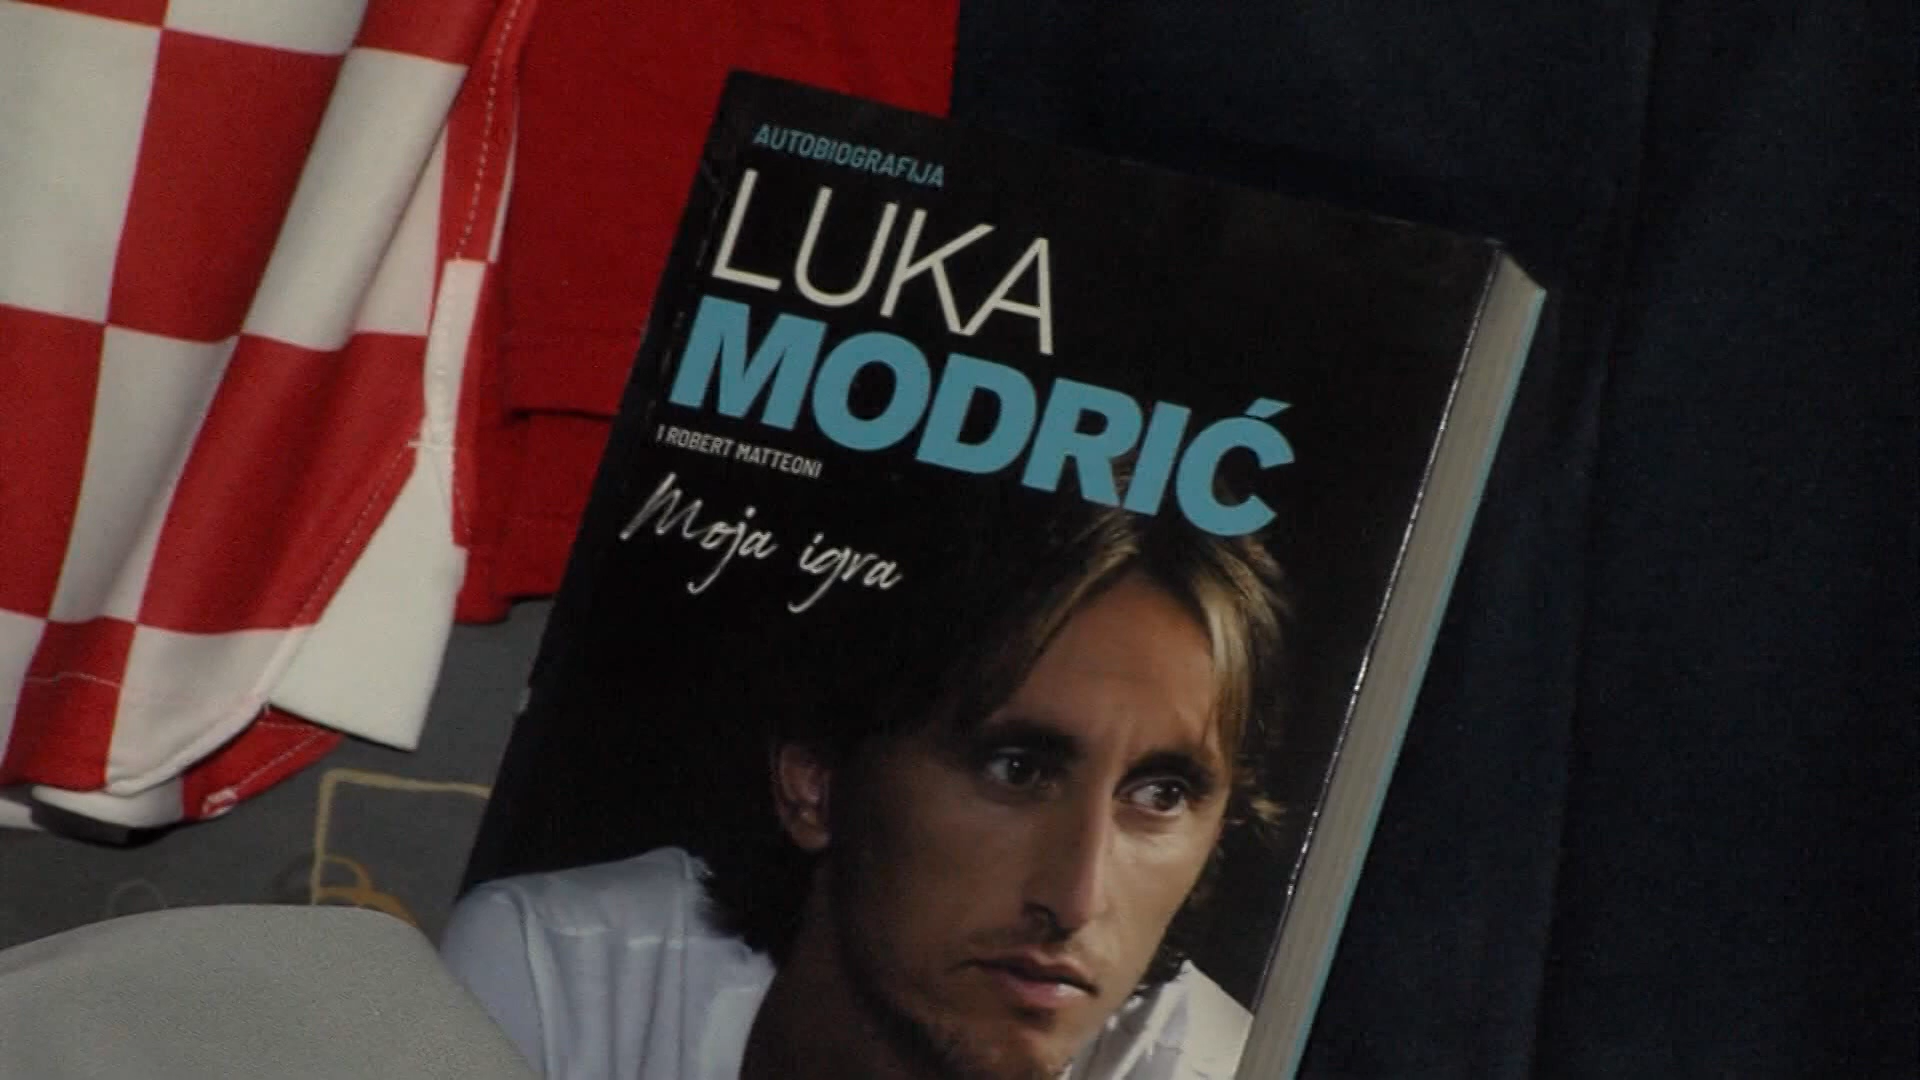 AUTOBIOGRAFIJA
LUKA
MODRIĆ
I ROBERT MATTEONI
Moja igra